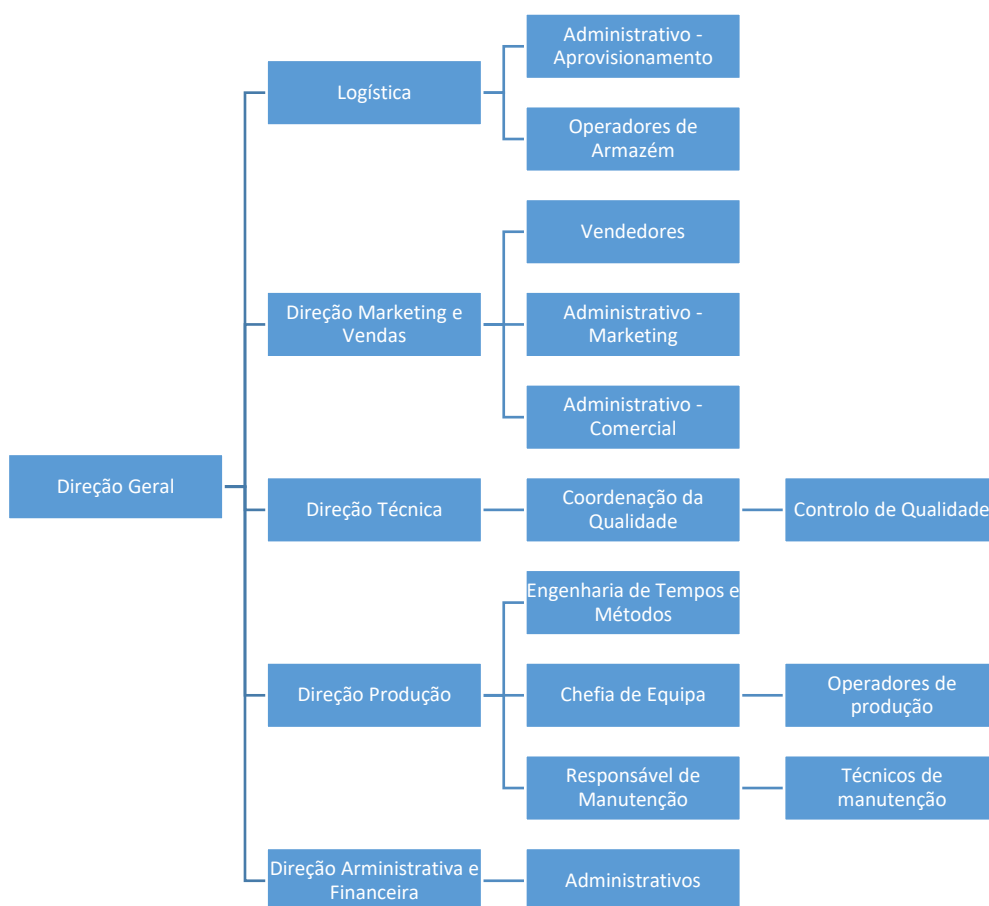 Administrativo -
Aprovisionamento
Logística
Operadores de
Armazém
Vendedores
Direção Marketing e
Vendas
Administrativo -
Marketing
Administrativo -
Comercial
Direção Geral
Direção Técnica
Coordenação da
Qualidade
Controlo de Qualidade
Engenharia de Tempos e
Métodos
Direção Produção
Chefia de Equipa
Operadores de
produção
Responsável de
Manutenção
Técnicos de
manutenção
Direção Arministrativa e
Financeira
Administrativos